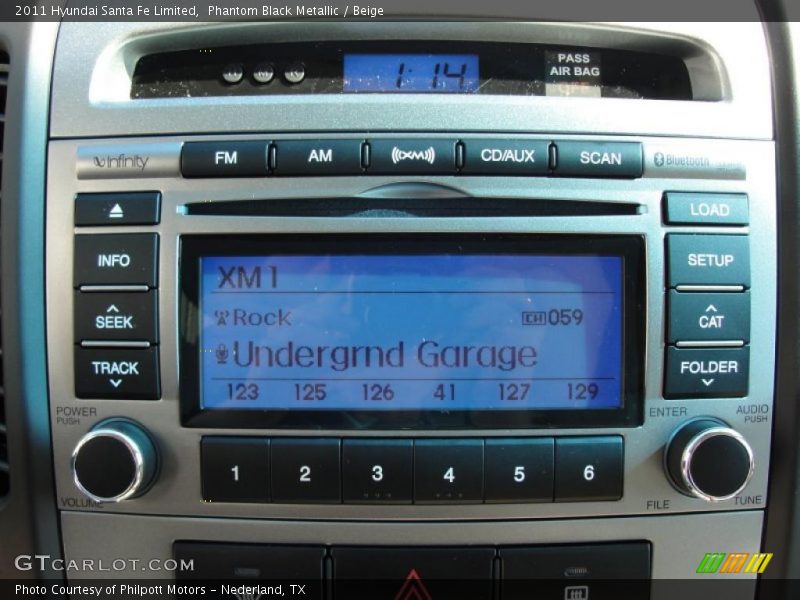 2011 Hyundai Santa Fe Limited, Phantom Black Metallic / Beige
1:14
PASS
AIR BAG
OFF
Infinity
FM
AM
((XM))
CD/AUX
SCAN
Bluetooth
LOAD
INFO
SETUP
SEEK
CAT
TRACK
FOLDER
XM1
Rock
CH 059
Undergrnd Garage
123 125 126 41 127 129
POWER
PUSH
ENTER
AUDIO
PUSH
1 2 3 4 5 6
VOLUME
FILE
TUNE
GTCARLOT.COM
Photo Courtesy of Philpott Motors - Nederland, TX